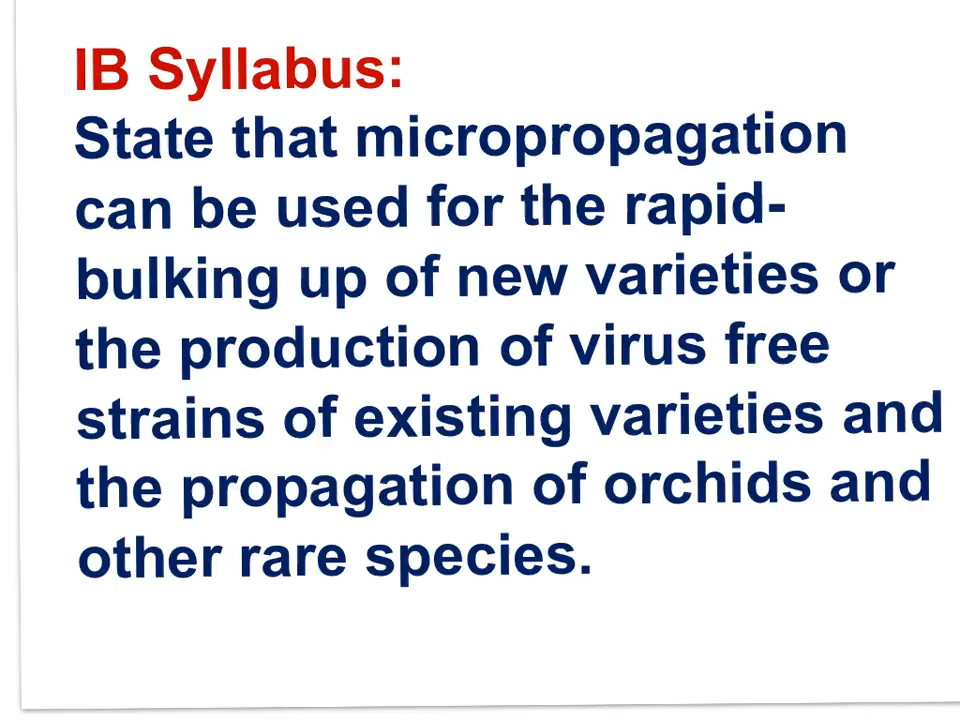 IB Syllabus:
State that micropropagation
can be used for the rapid-
bulking up of new varieties or
the production of virus free
strains of existing varieties and
the propagation of orchids and
other rare species.